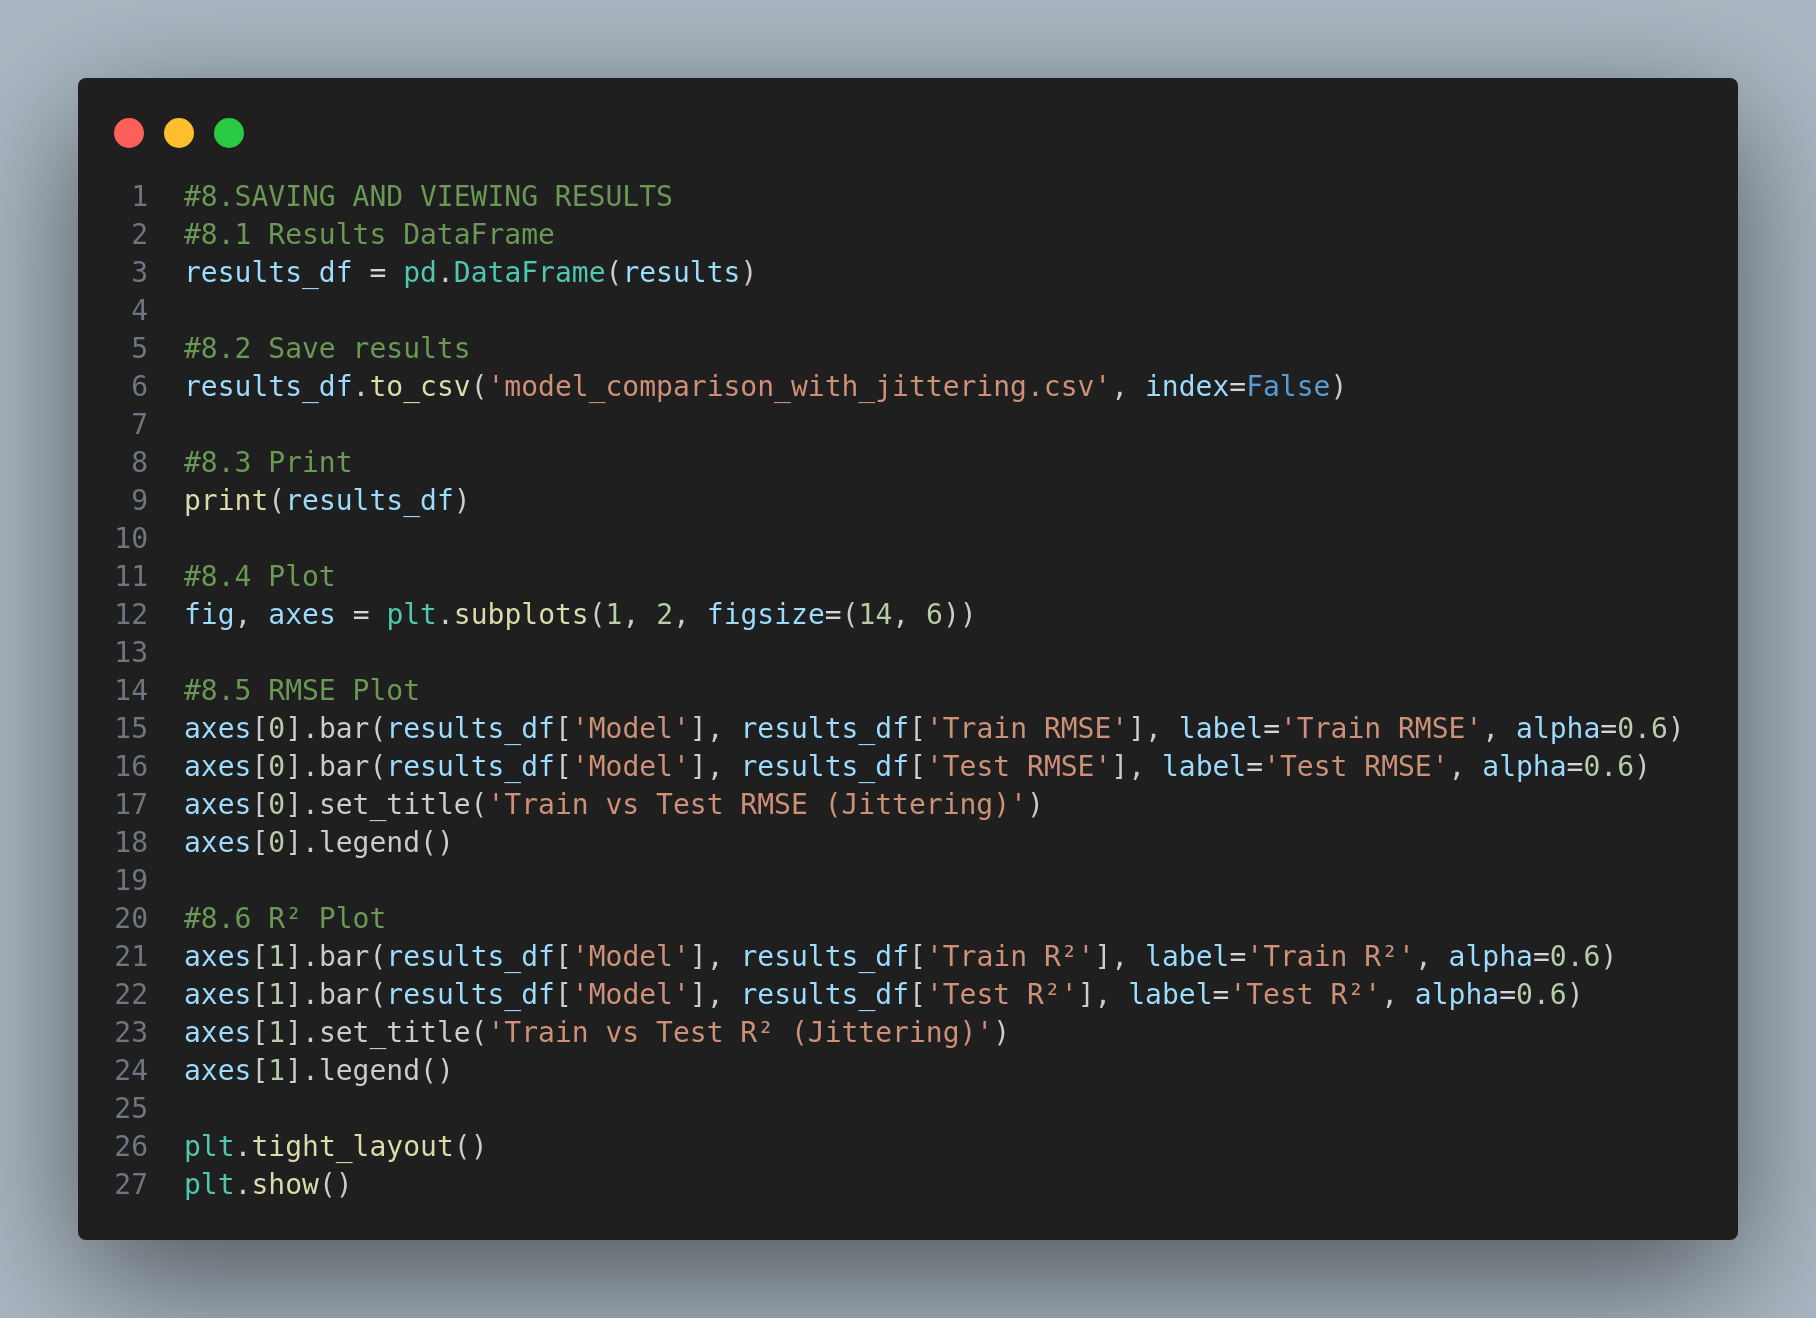 1 #8.SAVING AND VIEWING RESULTS
2 #8.1 Results DataFrame
3 results_df = pd.DataFrame(results)
4
5 #8.2 Save results
6 results_df.to_csv('model_comparison_with_jittering.csv', index=False)
7
8 #8.3 Print
9 print(results_df)
10
11 #8.4 Plot
12 fig, axes = plt.subplots(1, 2, figsize=(14, 6))
13
14 #8.5 RMSE Plot
15 axes[0].bar(results_df['Model'], results_df['Train RMSE'], label='Train RMSE', alpha=0.6)
16 axes[0].bar(results_df['Model'], results_df['Test RMSE'], label='Test RMSE', alpha=0.6)
17 axes[0].set_title('Train vs Test RMSE (Jittering)')
18 axes[0].legend()
19
20 #8.6 R² Plot
21 axes[1].bar(results_df['Model'], results_df['Train R²'], label='Train R²', alpha=0.6)
22 axes[1].bar(results_df['Model'], results_df['Test R²'], label='Test R²', alpha=0.6)
23 axes[1].set_title('Train vs Test R² (Jittering)')
24 axes[1].legend()
25
26 plt.tight_layout()
27 plt.show()